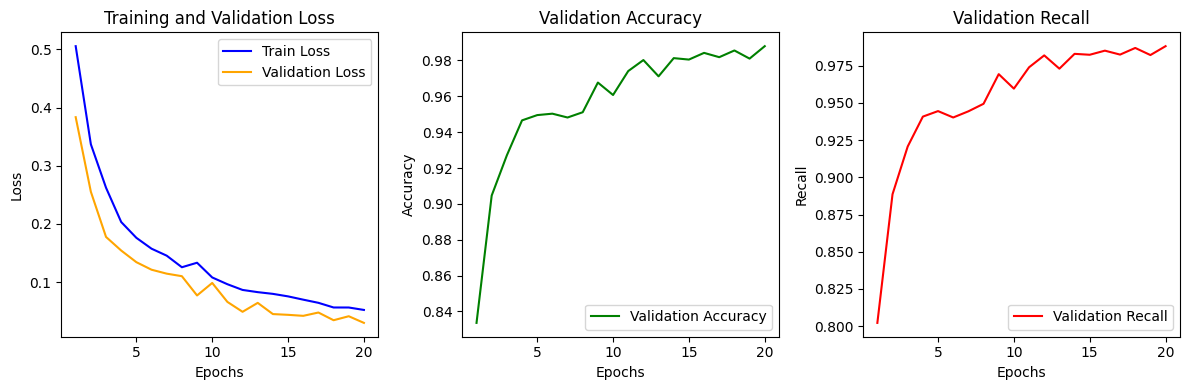 Training and Validation Loss
Train Loss
Validation Loss
0.5
0.4
0.3
0.2
0.1
Loss
5
10
15
20
Epochs
Validation Accuracy
0.98
0.96
0.94
0.92
0.90
0.88
0.86
0.84
Accuracy
Validation Accuracy
5
10
15
20
Epochs
Validation Recall
0.975
0.950
0.925
0.900
0.875
0.850
0.825
0.800
Recall
Validation Recall
5
10
15
20
Epochs